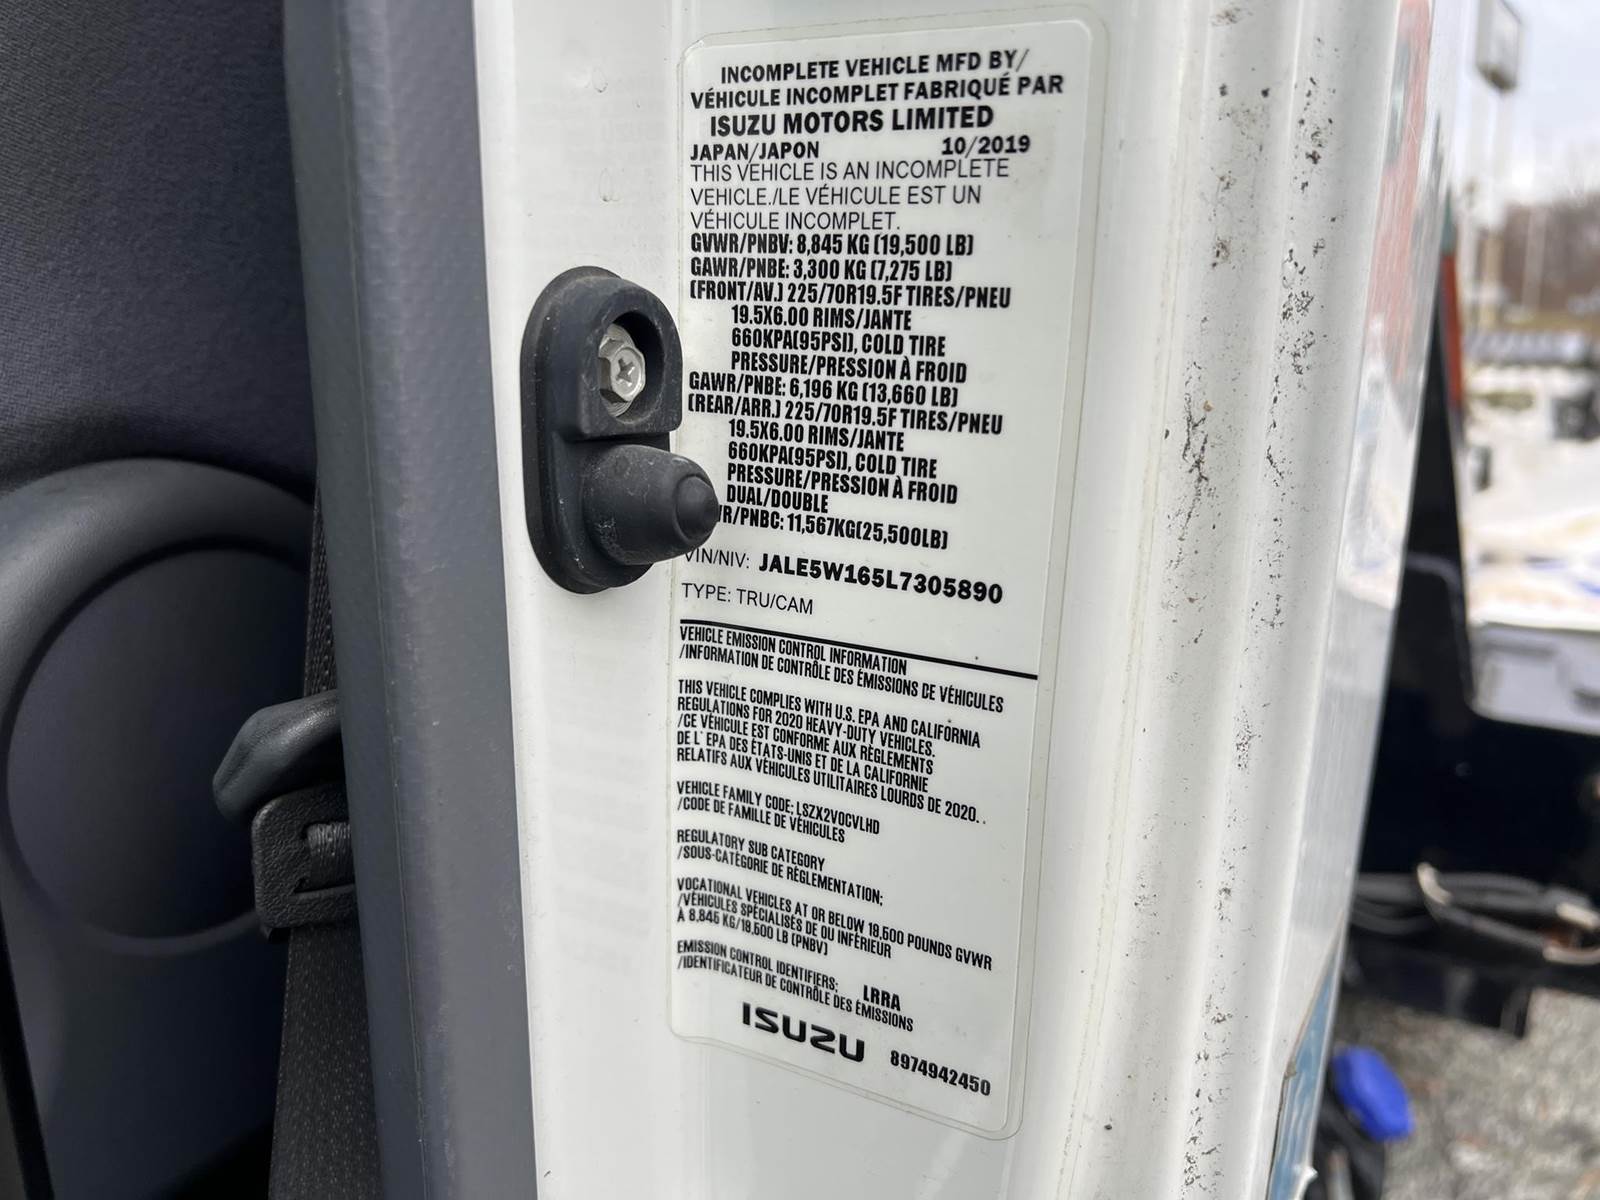 INCOMPLETE VEHICLE MFD BY/
VÉHICULE INCOMPLET FABRIQUÉ PAR
ISUZU MOTORS LIMITED
JAPAN/JAPON 10/2019
THIS VEHICLE IS AN INCOMPLETE
VEHICLE./LE VÉHICULE EST UN
VÉHICULE INCOMPLET.
GVWR/PNBV: 8,845 KG (19,500 LB)
GAWR/PNBE: 3,300 KG (7,275 LB)
(FRONT/AV.) 225/70R19.5F TIRES/PNEU
19.5X6.00 RIMS/JANTE
660KPA(95PSI), COLD TIRE
PRESSURE/PRESSION À FROID
GAWR/PNBE: 6,196 KG (13,660 LB)
(REAR/ARR.) 225/70R19.5F TIRES/PNEU
19.5X6.00 RIMS/JANTE
660KPA(95PSI), COLD TIRE
PRESSURE/PRESSION À FROID
DUAL/DOUBLE
WR/PNBC: 11,567KG(25,500LB)
VIN/NIV: JALE5W165L7305890
TYPE: TRU/CAM
VEHICLE EMISSION CONTROL INFORMATION
/INFORMATION DE CONTRÔLE DES ÉMISSIONS DE VÉHICULES
THIS VEHICLE COMPLIES WITH U.S. EPA AND CALIFORNIA
REGULATIONS FOR 2020 HEAVY-DUTY VEHICLES.
/CE VÉHICULE EST CONFORME AUX RÈGLEMENTS
DE L'EPA DES ÉTATS-UNIS ET DE LA CALIFORNIE
RELATIFS AUX VÉHICULES UTILITAIRES LOURDS DE 2020..
VEHICLE FAMILY CODE: LSZX2VOCVLHD
/CODE DE FAMILLE DE VÉHICULES
REGULATORY SUB CATEGORY
/SOUS-CATÉGORIE DE RÉGLEMENTATION:
VOCATIONAL VEHICLES AT OR BELOW 19,500 POUNDS GVWR
/VÉHICULES SPÉCIALISÉS DE OU INFÉRIEUR
À 8,845 KG/19,500 LB (PNBV)
EMISSION CONTROL IDENTIFIERS: LRRA
/IDENTIFICATEUR DE CONTRÔLE DES ÉMISSIONS
ISUZU 8974942450